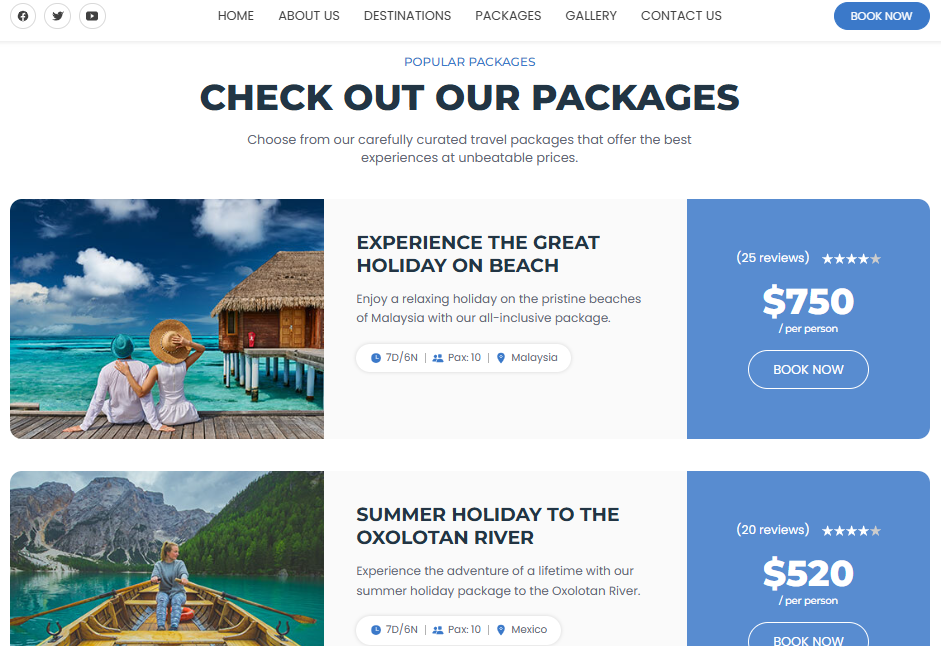 HOME ABOUT US DESTINATIONS PACKAGES GALLERY CONTACT US BOOK NOW
POPULAR PACKAGES
CHECK OUT OUR PACKAGES
Choose from our carefully curated travel packages that offer the best
experiences at unbeatable prices.
EXPERIENCE THE GREAT
HOLIDAY ON BEACH
Enjoy a relaxing holiday on the pristine beaches
of Malaysia with our all-inclusive package.
7D/6N | Pax: 10 | Malaysia
(25 reviews)
$750
/ per person
BOOK NOW
SUMMER HOLIDAY TO THE
OXOLOTAN RIVER
Experience the adventure of a lifetime with our
summer holiday package to the Oxolotan River.
7D/6N | Pax: 10 | Mexico
(20 reviews)
$520
/ per person
BOOK NOW